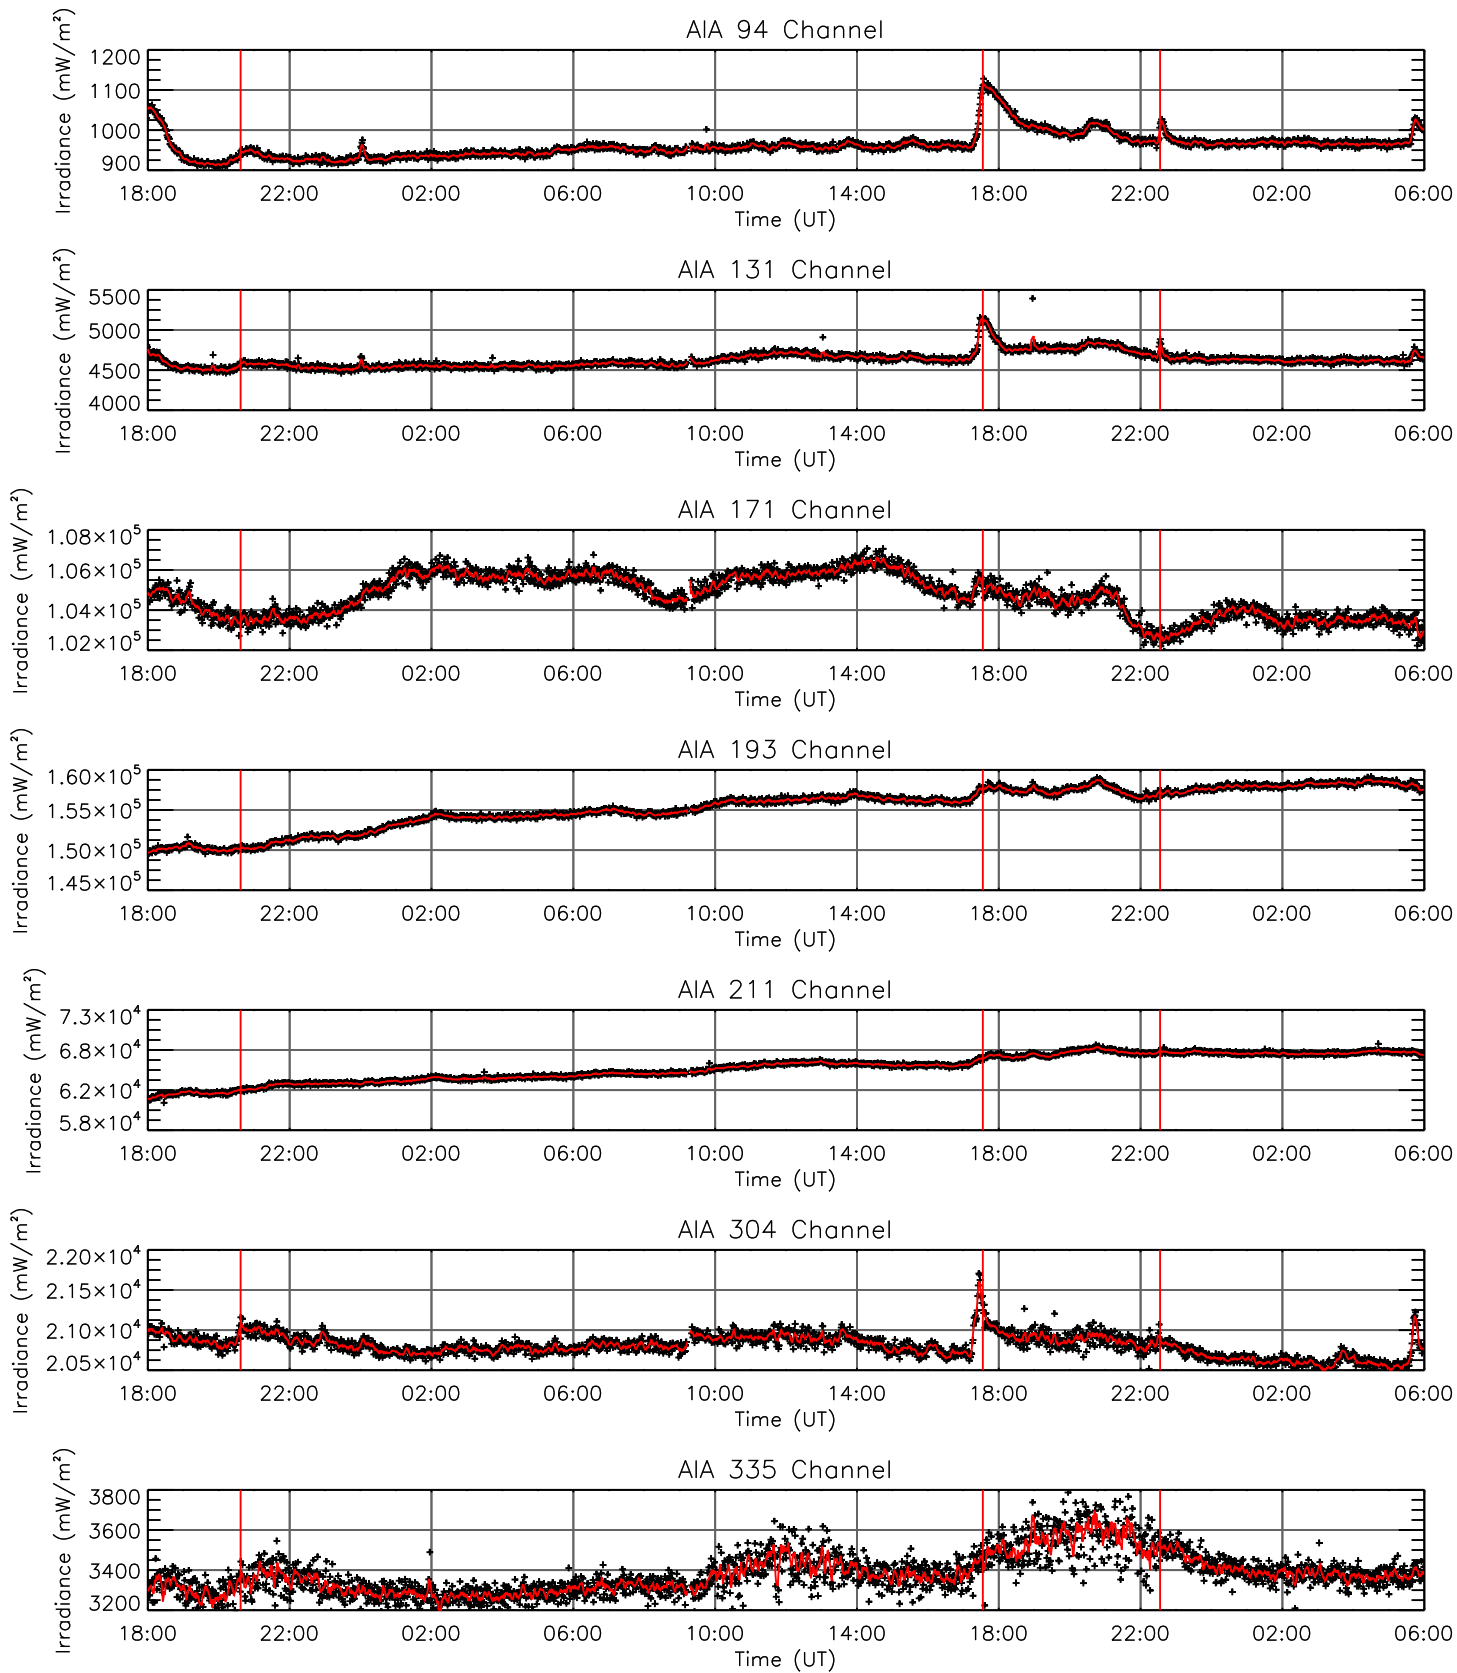 AIA 94 Channel
Irradiance (mW/m²)
1200
1100
1000
900
18:00 22:00 02:00 06:00 10:00 14:00 18:00 22:00 02:00 06:00
Time (UT)
AIA 131 Channel
Irradiance (mW/m²)
5500
5000
4500
4000
18:00 22:00 02:00 06:00 10:00 14:00 18:00 22:00 02:00 06:00
Time (UT)
AIA 171 Channel
Irradiance (mW/m²)
1.08×10⁵
1.06×10⁵
1.04×10⁵
1.02×10⁵
18:00 22:00 02:00 06:00 10:00 14:00 18:00 22:00 02:00 06:00
Time (UT)
AIA 193 Channel
Irradiance (mW/m²)
1.60×10⁵
1.55×10⁵
1.50×10⁵
1.45×10⁵
18:00 22:00 02:00 06:00 10:00 14:00 18:00 22:00 02:00 06:00
Time (UT)
AIA 211 Channel
Irradiance (mW/m²)
7.3×10⁴
6.8×10⁴
6.2×10⁴
5.8×10⁴
18:00 22:00 02:00 06:00 10:00 14:00 18:00 22:00 02:00 06:00
Time (UT)
AIA 304 Channel
Irradiance (mW/m²)
2.20×10⁴
2.15×10⁴
2.10×10⁴
2.05×10⁴
18:00 22:00 02:00 06:00 10:00 14:00 18:00 22:00 02:00 06:00
Time (UT)
AIA 335 Channel
Irradiance (mW/m²)
3800
3600
3400
3200
18:00 22:00 02:00 06:00 10:00 14:00 18:00 22:00 02:00 06:00
Time (UT)